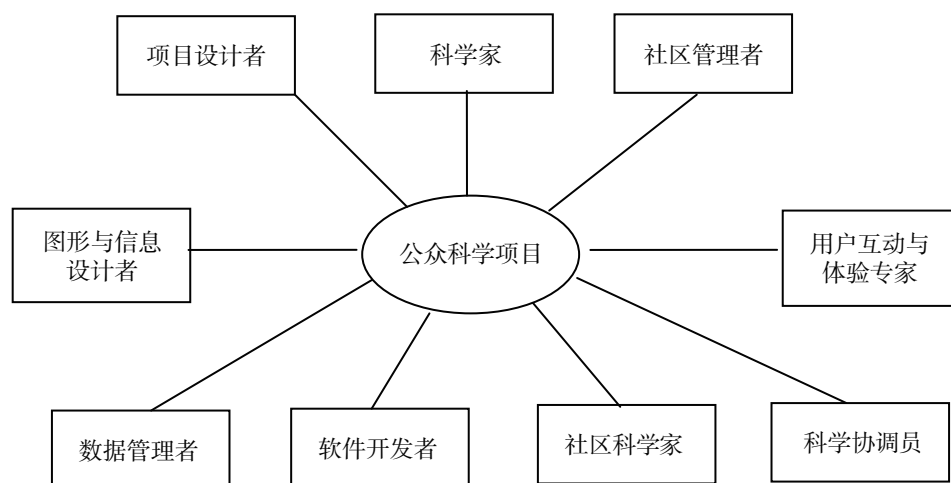 项目设计者
科学家
社区管理者
图形与信息
设计者
公众科学项目
用户互动与
体验专家
数据管理者
软件开发者
社区科学家
科学协调员